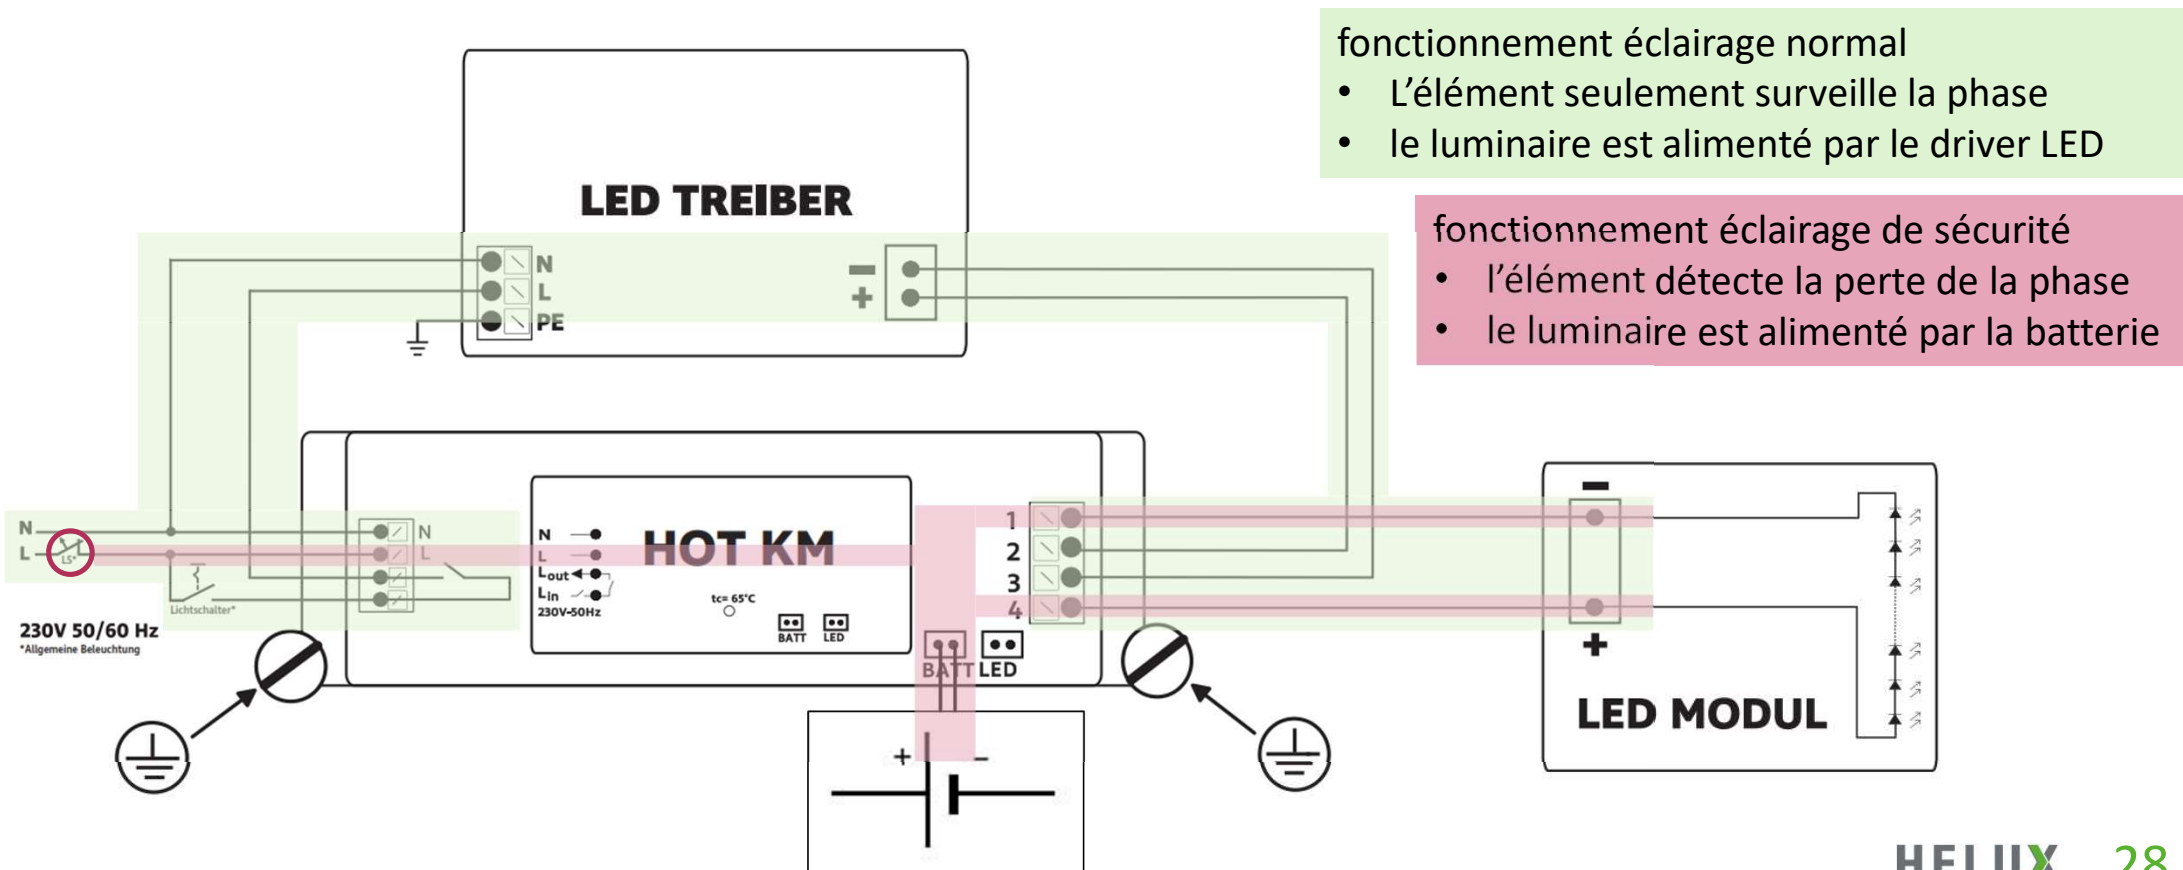 fonctionnement éclairage normal
• L’élément seulement surveille la phase
• le luminaire est alimenté par le driver LED
fonctionnement éclairage de sécurité
• l’élément détecte la perte de la phase
• le luminaire est alimenté par la batterie
LED TREIBER
N
L
PE
N
L
LS*
Lichtschalter*
230V 50/60 Hz
*Allgemeine Beleuchtung
N
L
HOT KM
N
L
Lout
Lin
230V~50Hz
tc= 65°C
BATT
LED
1
2
3
4
BATT
LED
LED MODUL
28